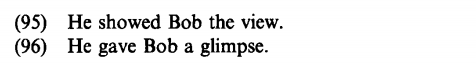 (95) He showed Bob the view.
(96) He gave Bob a glimpse.